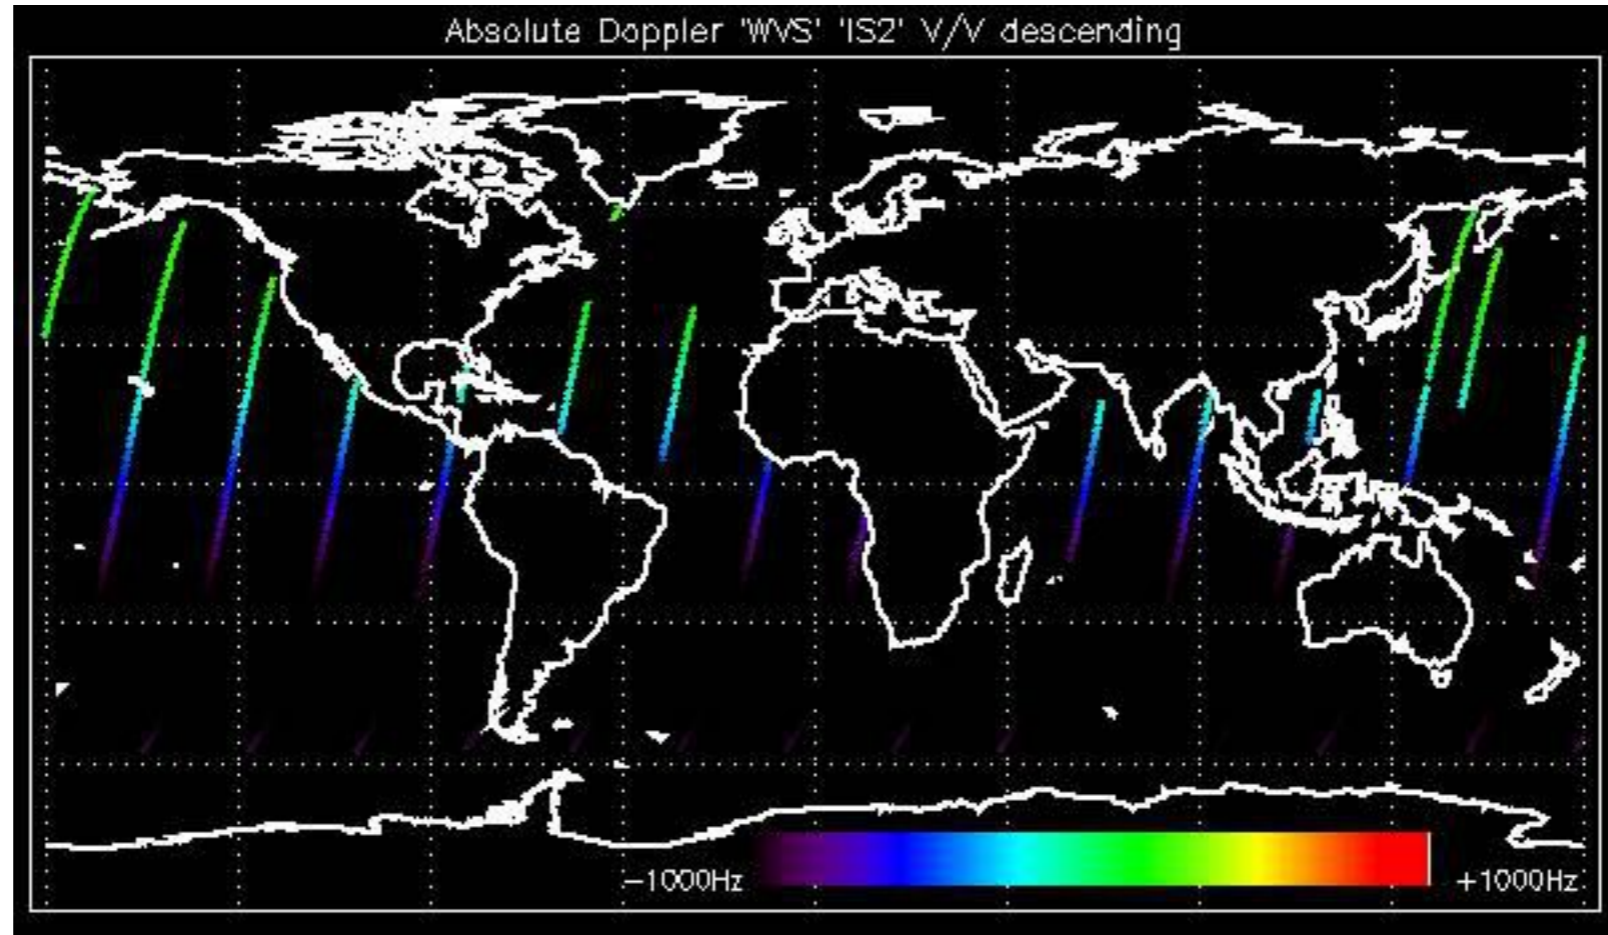 Absolute Doppler 'WVS' 'IS2' V/V descending
−1000Hz
+1000Hz